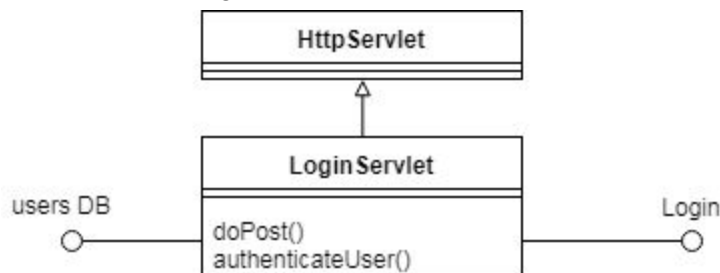 HttpServlet
LoginServlet
users DB
Login
doPost()
authenticateUser()